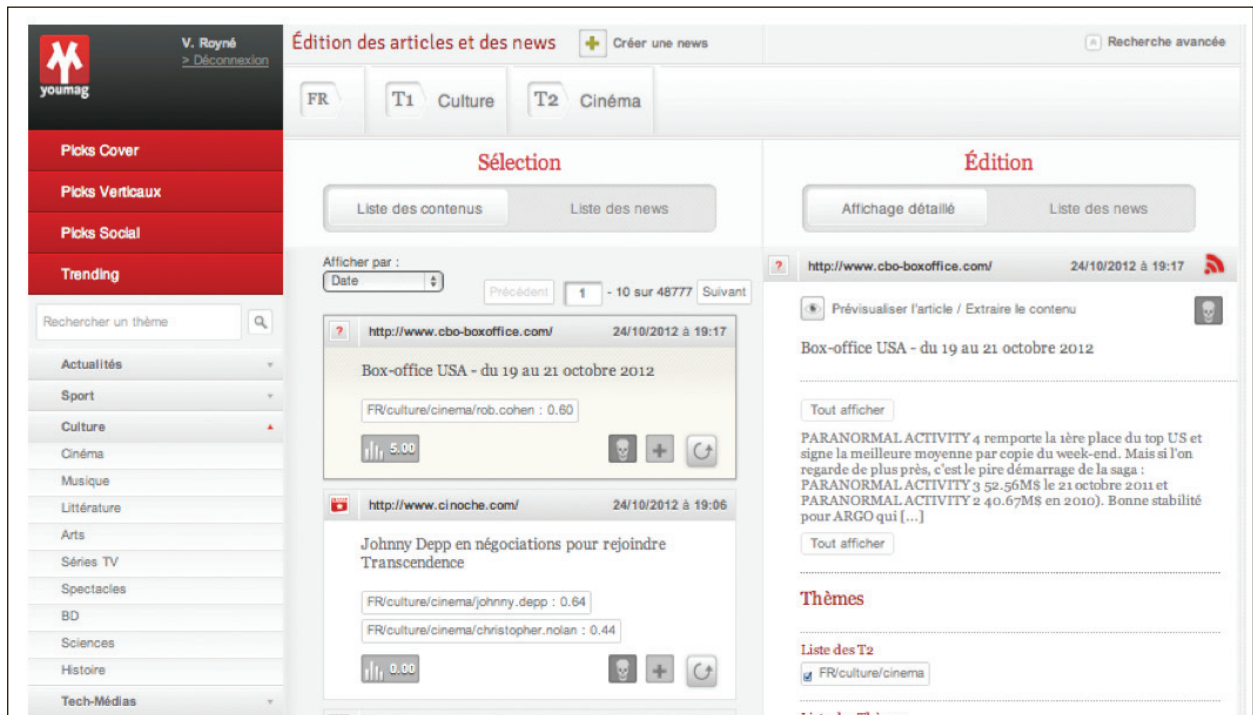 youmag
V. Royné
> Déconnexion
Picks Cover
Picks Verticaux
Picks Social
Trending
Rechercher un thème
Actualités
Sport
Culture
Cinéma
Musique
Littérature
Arts
Séries TV
Spectacles
BD
Sciences
Histoire
Tech-Médias
Édition des articles et des news
Créer une news
Recherche avancée
FR
T1 Culture
T2 Cinéma
Sélection
Liste des contenus
Liste des news
Afficher par :
Date
Précédent 1 - 10 sur 48777 Suivant
? http://www.cbo-boxoffice.com/ 24/10/2012 à 19:17
Box-office USA - du 19 au 21 octobre 2012
FR/culture/cinema/rob.cohen : 0.60
5.00
http://www.cinoche.com/ 24/10/2012 à 19:06
Johnny Depp en négociations pour rejoindre
Transcendence
FR/culture/cinema/johnny.depp : 0.64
FR/culture/cinema/christopher.nolan : 0.44
0.00
Édition
Affichage détaillé
Liste des news
? http://www.cbo-boxoffice.com/ 24/10/2012 à 19:17
Prévisualiser l'article / Extraire le contenu
Box-office USA - du 19 au 21 octobre 2012
Tout afficher
PARANORMAL ACTIVITY 4 remporte la 1ère place du top US et
signe la meilleure moyenne par copie du week-end. Mais si l'on
regarde de plus près, c'est le pire démarrage de la saga :
PARANORMAL ACTIVITY 3 52.56M$ le 21 octobre 2011 et
PARANORMAL ACTIVITY 2 40.67M$ en 2010). Bonne stabilité
pour ARGO qui [...]
Tout afficher
Thèmes
Liste des T2
FR/culture/cinema